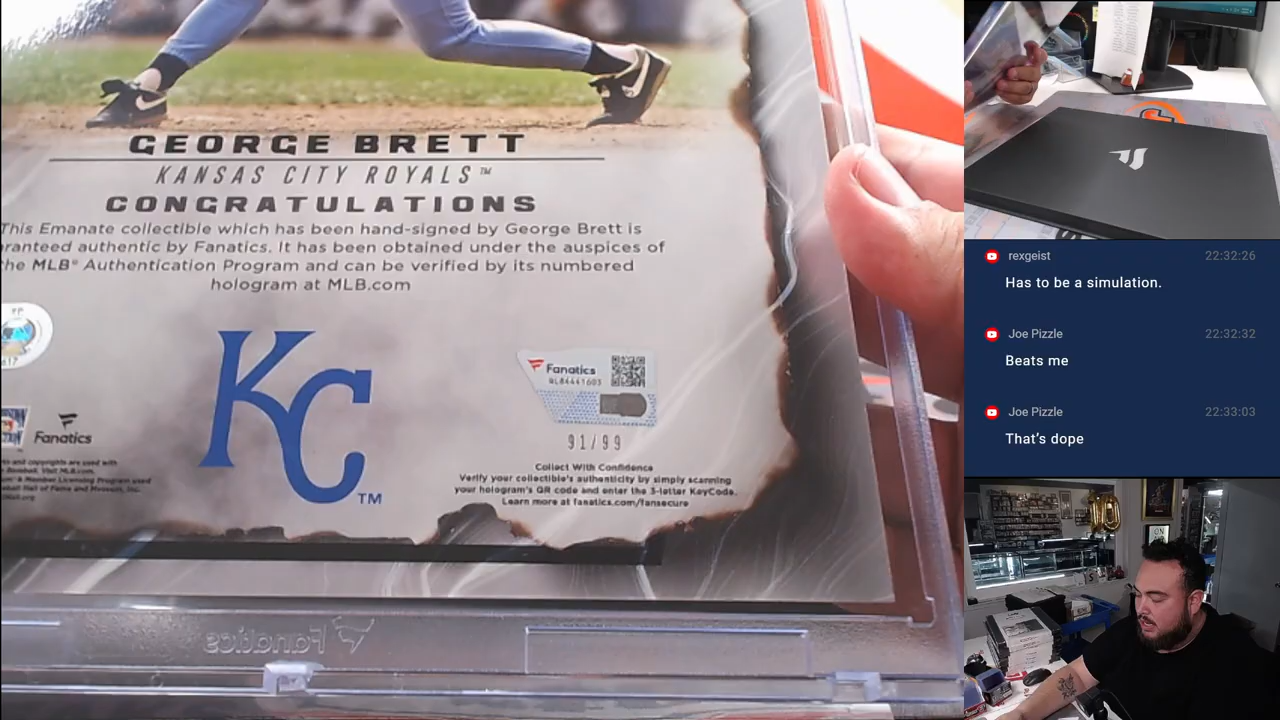 GEORGE BRETT
KANSAS CITY ROYALS™
CONGRATULATIONS
This Emanate collectible which has been hand-signed by George Brett is
authentic by Fanatics. It has been obtained under the auspices of
the MLB® Authentication Program and can be verified by its numbered
hologram at MLB.com
KC
TM
Fanatics
91/99
Fanatics
Collect With Confidence
Verify your collectible's authenticity by simply scanning
your hologram's QR code and enter the 3-letter KeyCode.
Learn more at fanatics.com/fansecure
Fanatics
rexgeist 22:32:26
Has to be a simulation.
Joe Pizzle 22:32:32
Beats me
Joe Pizzle 22:33:03
That's dope
10